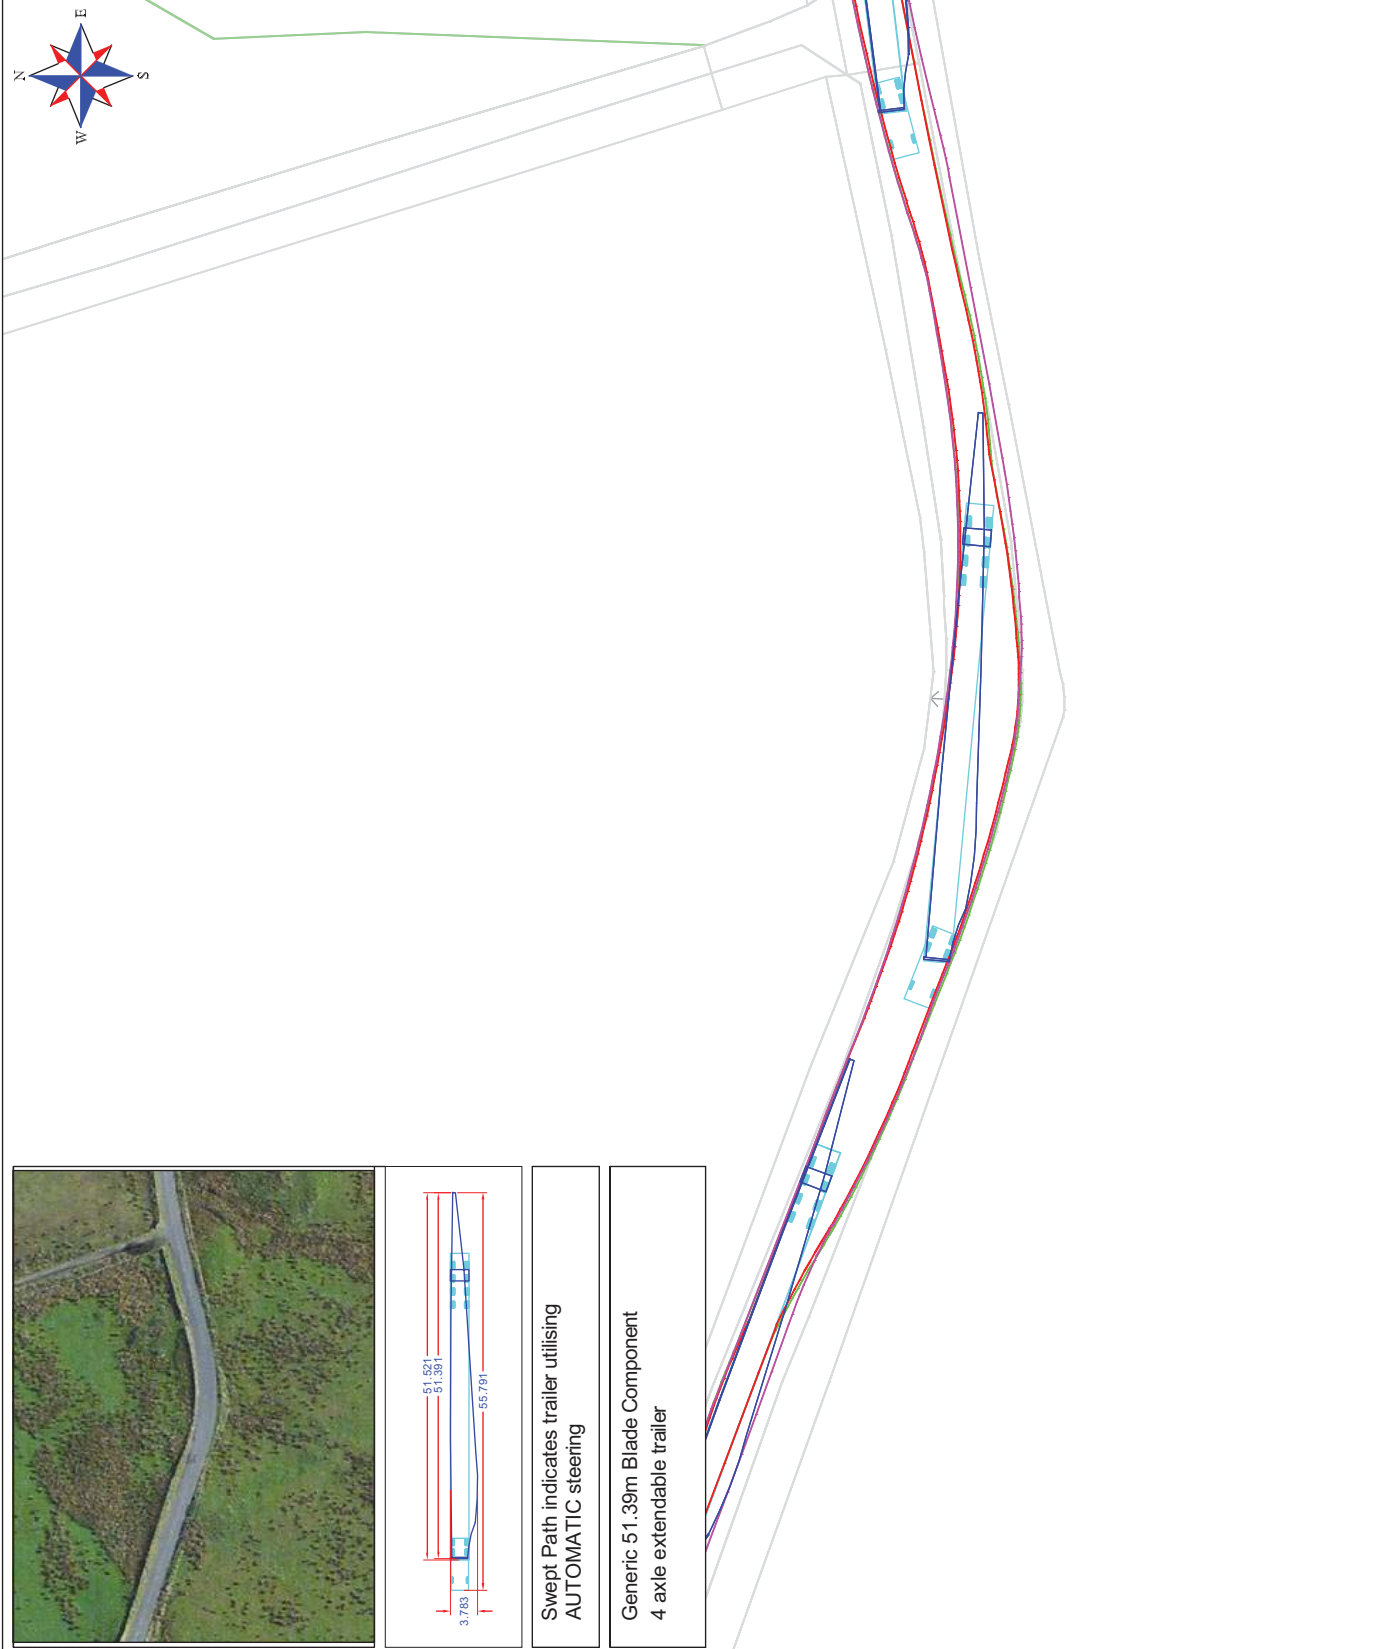 N
E
S
W
51.521
51.391
55.791
3.783
Swept Path indicates trailer utilising
AUTOMATIC steering
Generic 51.39m Blade Component
4 axle extendable trailer